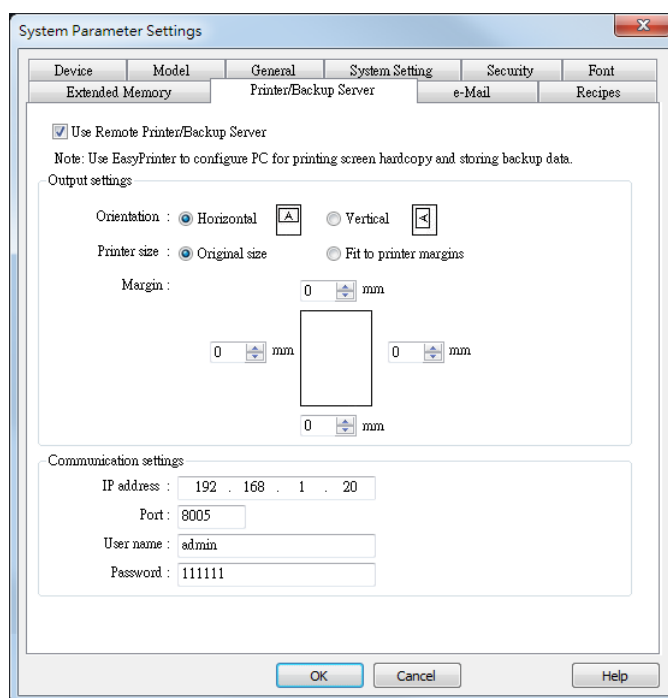 System Parameter Settings
Device Model General System Setting Security Font
Extended Memory Printer/Backup Server e-Mail Recipes
Use Remote Printer/Backup Server
Note: Use EasyPrinter to configure PC for printing screen hardcopy and storing backup data.
Output settings
Orientation : Horizontal A Vertical A
Printer size : Original size Fit to printer margins
Margin : 0 mm
0 mm 0 mm
0 mm
Communication settings
IP address : 192 . 168 . 1 . 20
Port : 8005
User name : admin
Password : 111111
OK Cancel Help